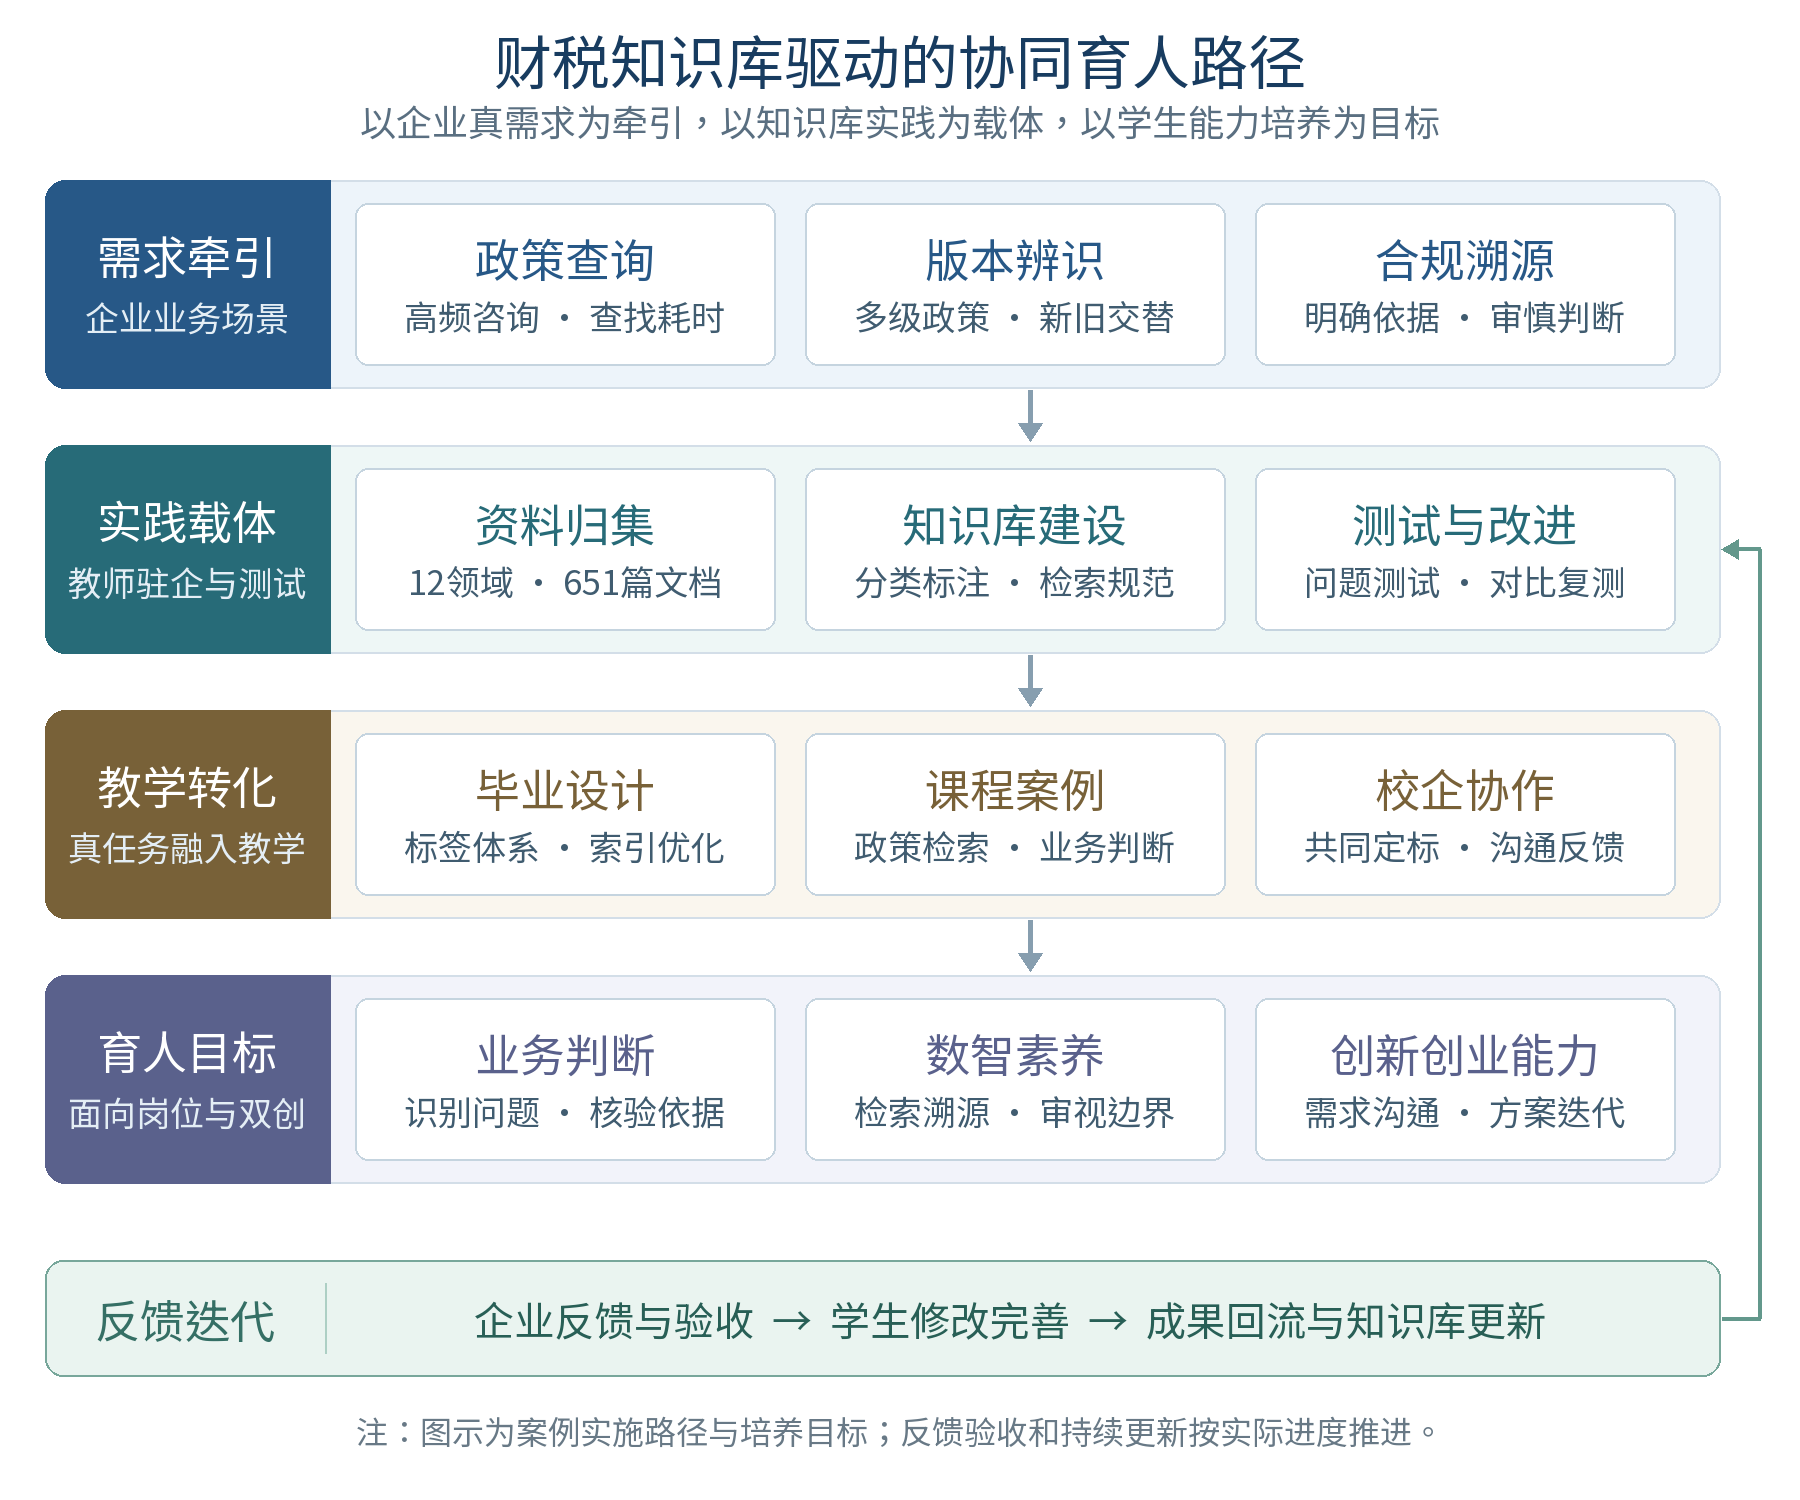 财税知识库驱动的协同育人路径
以企业真需求为牵引，以知识库实践为载体，以学生能力培养为目标
需求牵引
企业业务场景
政策查询
高频咨询 · 查找耗时
版本辨识
多级政策 · 新旧交替
合规溯源
明确依据 · 审慎判断
实践载体
教师驻企与测试
资料归集
12领域 · 651篇文档
知识库建设
分类标注 · 检索规范
测试与改进
问题测试 · 对比复测
教学转化
真任务融入教学
毕业设计
标签体系 · 索引优化
课程案例
政策检索 · 业务判断
校企协作
共同定标 · 沟通反馈
育人目标
面向岗位与双创
业务判断
识别问题 · 核验依据
数智素养
检索溯源 · 审视边界
创新创业能力
需求沟通 · 方案迭代
反馈迭代
企业反馈与验收 → 学生修改完善 → 成果回流与知识库更新
注：图示为案例实施路径与培养目标；反馈验收和持续更新按实际进度推进。